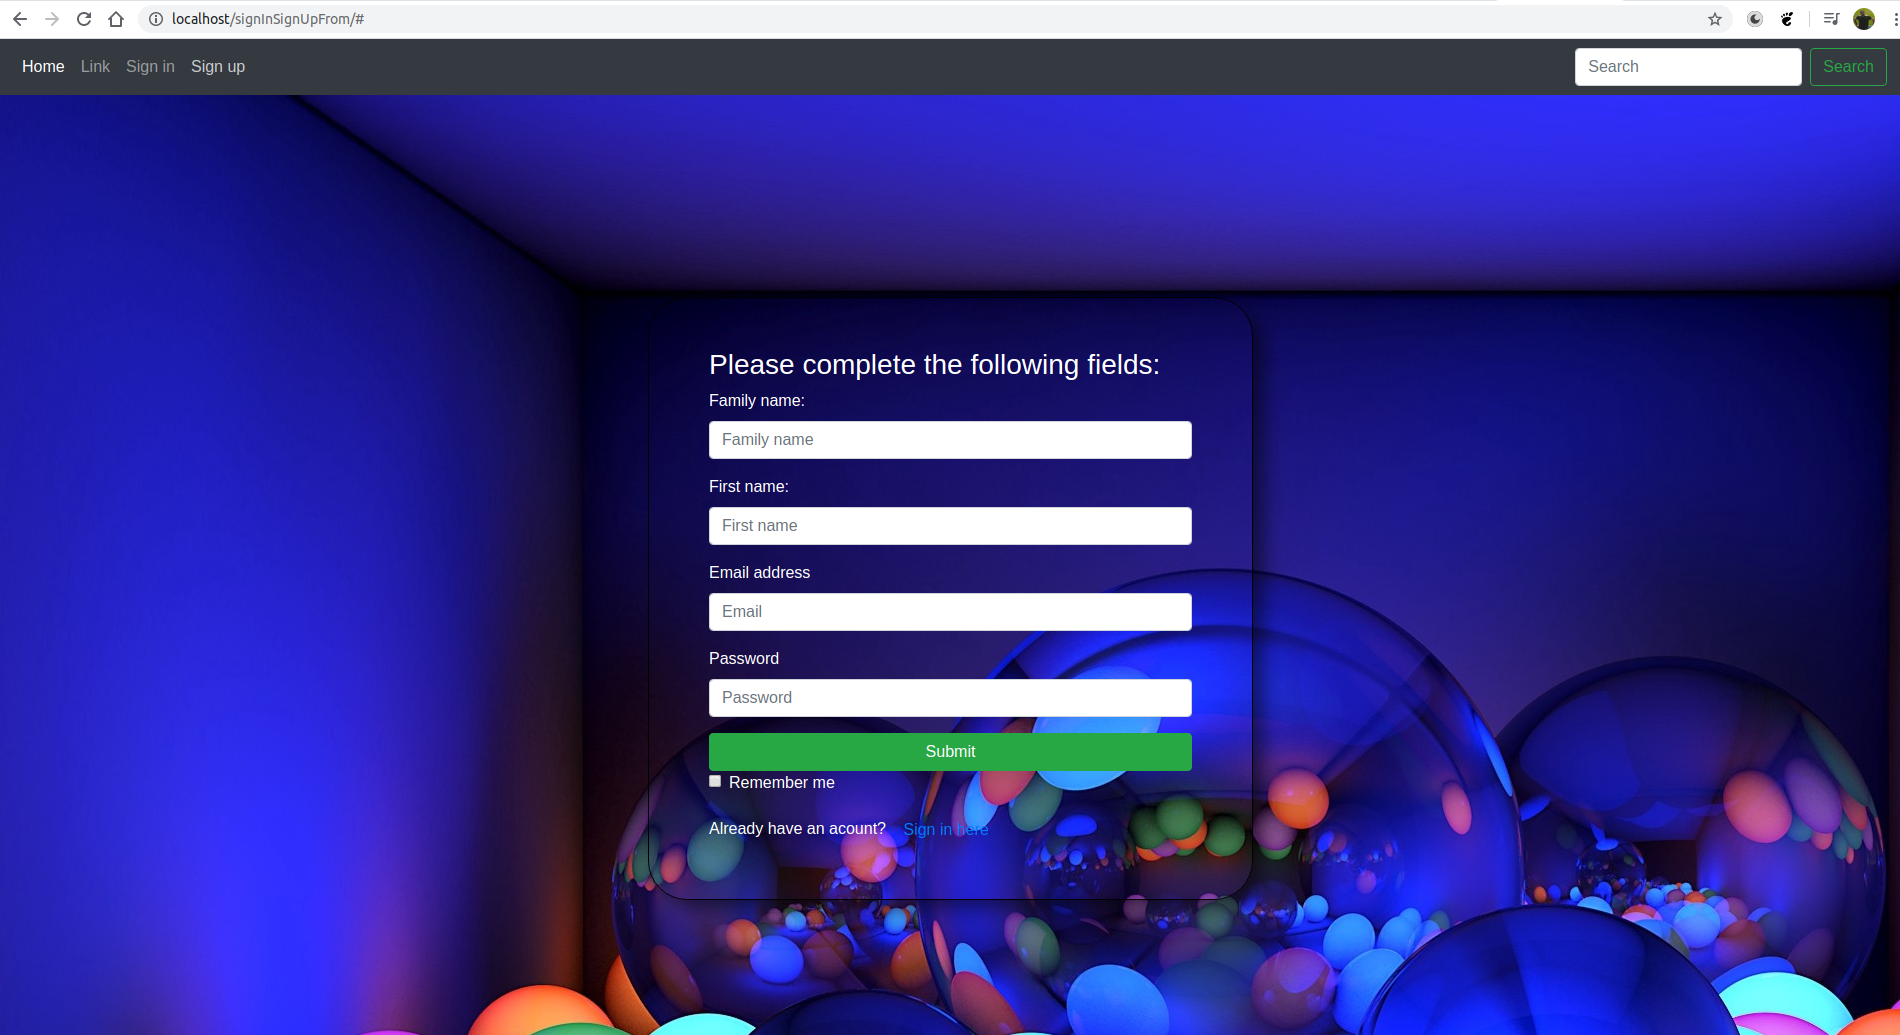 localhost/signInSignUpFrom/#
Home Link Sign in Sign up Search Search
Please complete the following fields:
Family name:
Family name
First name:
First name
Email address
Email
Password
Password
Submit
Remember me
Already have an acount? Sign in here